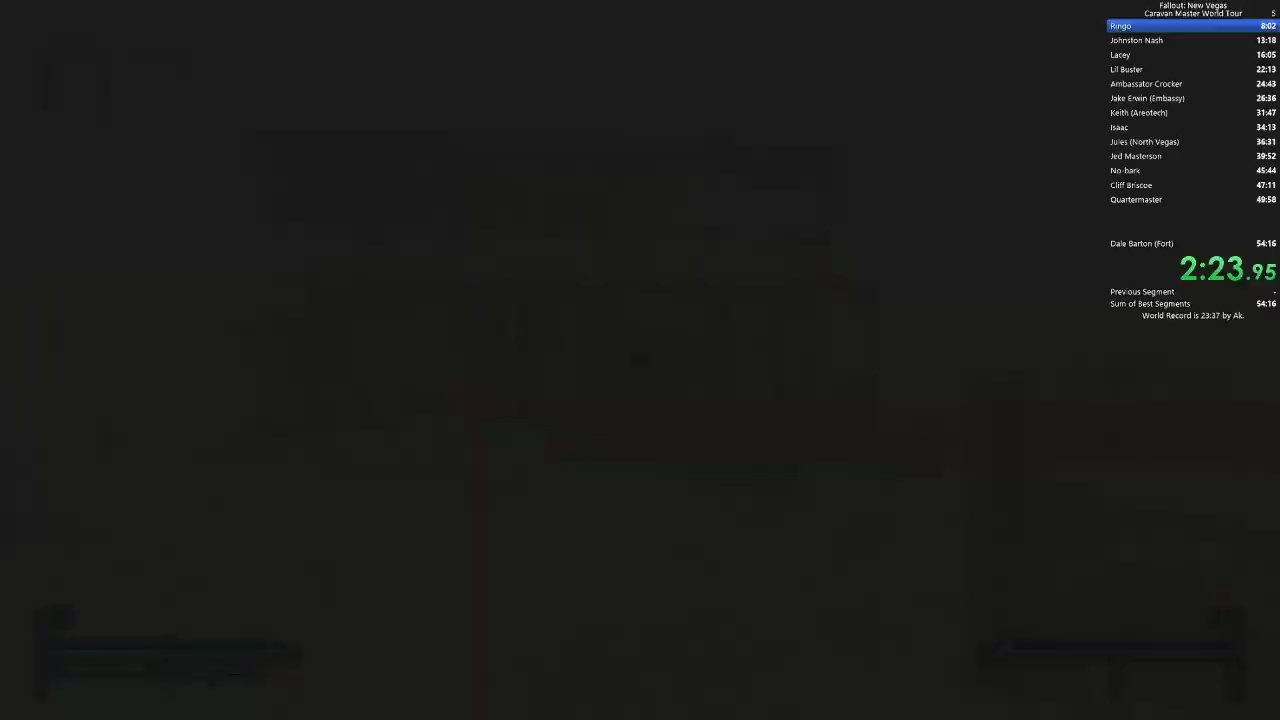 Fallout: New Vegas
Caravan Master World Tour 5
Ringo 8:02
Johnston Nash 13:18
Lacey 16:05
Lil Buster 22:13
Ambassador Crocker 24:43
Jake Erwin (Embassy) 26:36
Keith (Areotech) 31:47
Isaac 34:13
Jules (North Vegas) 36:31
Jed Masterson 39:52
No-bark 45:44
Cliff Briscoe 47:11
Quartermaster 49:58
Dale Barton (Fort) 54:16
2:23.95
Previous Segment -
Sum of Best Segments 54:16
World Record is 23:37 by Ak.